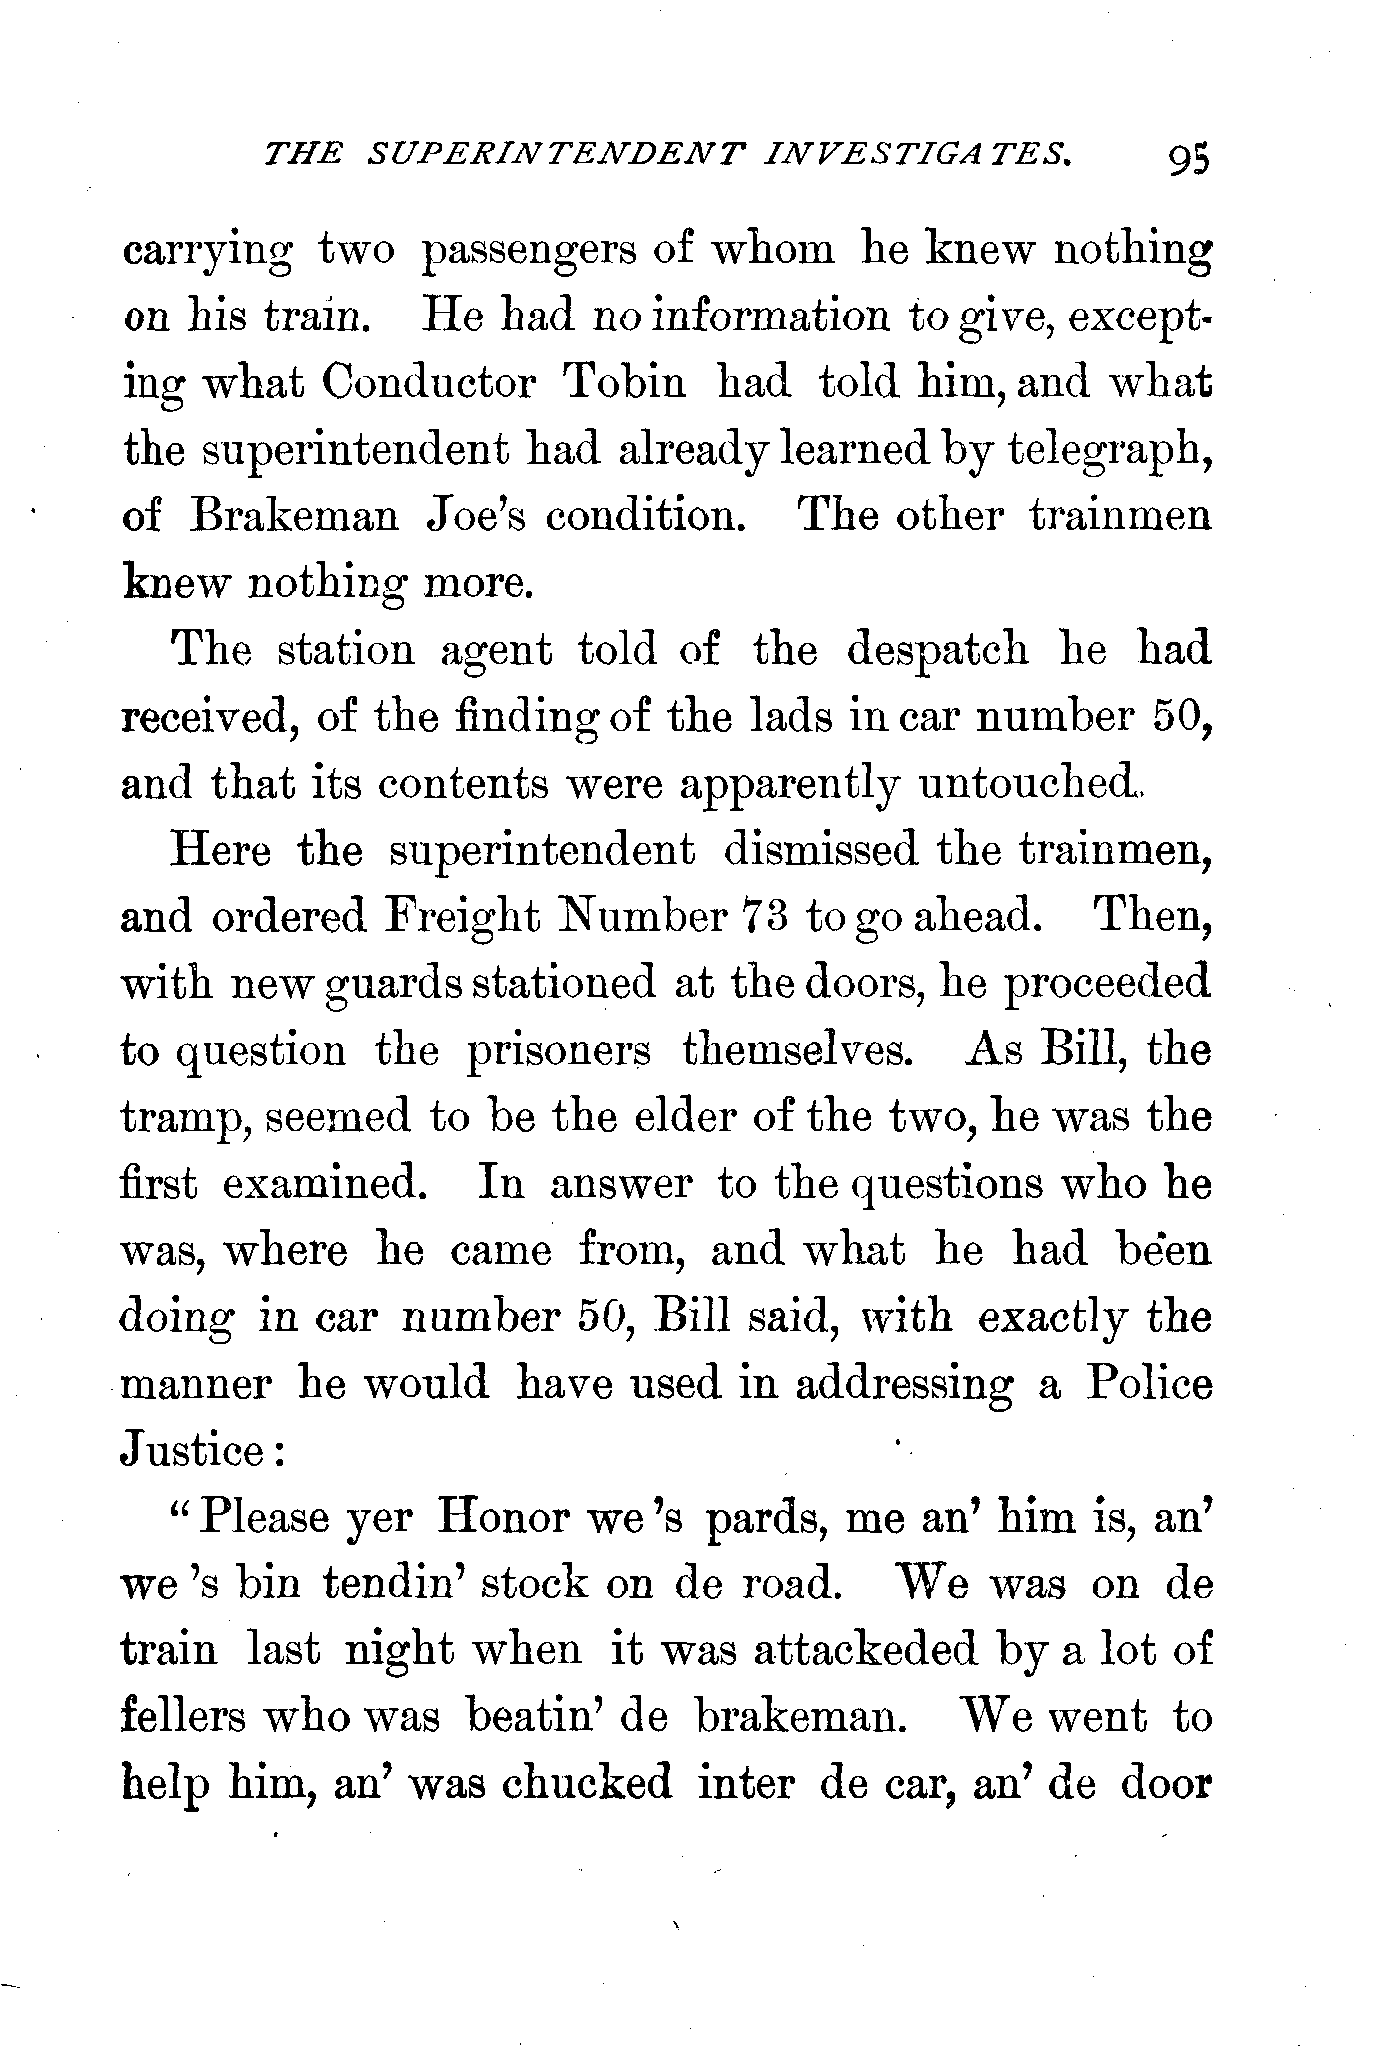 THE SUPERINTENDENT INVESTIGATES. 95
carrying two passengers of whom he knew nothing
on his train. He had no information to give, except-
ing what Conductor Tobin had told him, and what
the superintendent had already learned by telegraph,
of Brakeman Joe's condition. The other trainmen
knew nothing more.
The station agent told of the despatch he had
received, of the finding of the lads in car number 50,
and that its contents were apparently untouched.
Here the superintendent dismissed the trainmen,
and ordered Freight Number 73 to go ahead. Then,
with new guards stationed at the doors, he proceeded
to question the prisoners themselves. As Bill, the
tramp, seemed to be the elder of the two, he was the
first examined. In answer to the questions who he
was, where he came from, and what he had been
doing in car number 50, Bill said, with exactly the
manner he would have used in addressing a Police
Justice:
"Please yer Honor we 's pards, me an' him is, an'
we 's bin tendin' stock on de road. We was on de
train last night when it was attackeded by a lot of
fellers who was beatin' de brakeman. We went to
help him, an' was chucked inter de car, an' de door